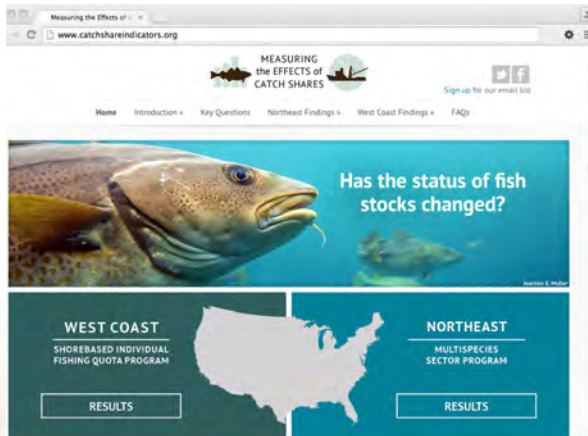 Measuring the Effects of C
www.catchshareindicators.org
MEASURING
the EFFECTS of
CATCH SHARES
Sign up for our email list
Home Introduction » Key Questions Northeast Findings » West Coast Findings » FAQs
Has the status of fish
stocks changed?
Joachim S. Muller
WEST COAST
SHOREBASED INDIVIDUAL
FISHING QUOTA PROGRAM
RESULTS
NORTHEAST
MULTISPECIES
SECTOR PROGRAM
RESULTS